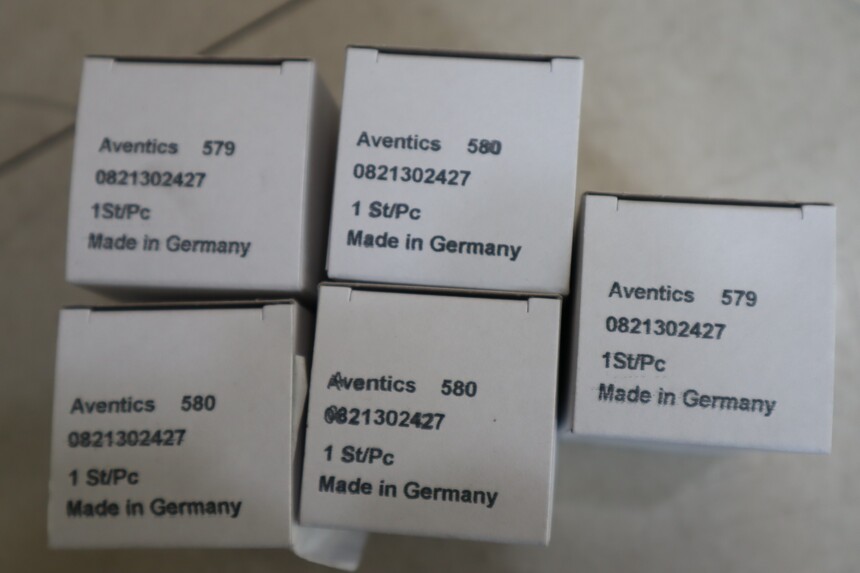 Aventics 579
0821302427
1St/Pc
Made in Germany
Aventics 580
0821302427
1 St/Pc
Made in Germany
Aventics 579
0821302427
1St/Pc
Made in Germany
Aventics 580
0821302427
1 St/Pc
Made in Germany
Aventics 580
0821302427
1 St/Pc
Made in Germany